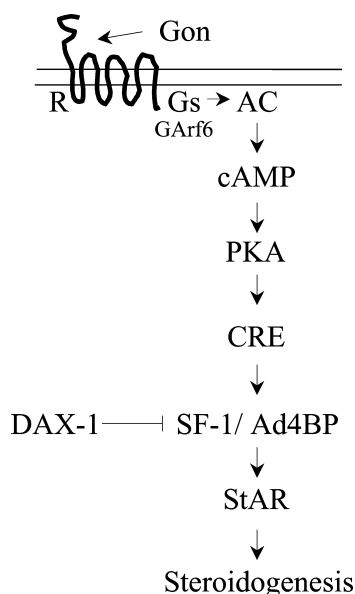 Gon
R
Gs
AC
GArf6
cAMP
PKA
CRE
DAX-1
SF-1/ Ad4BP
StAR
Steroidogenesis